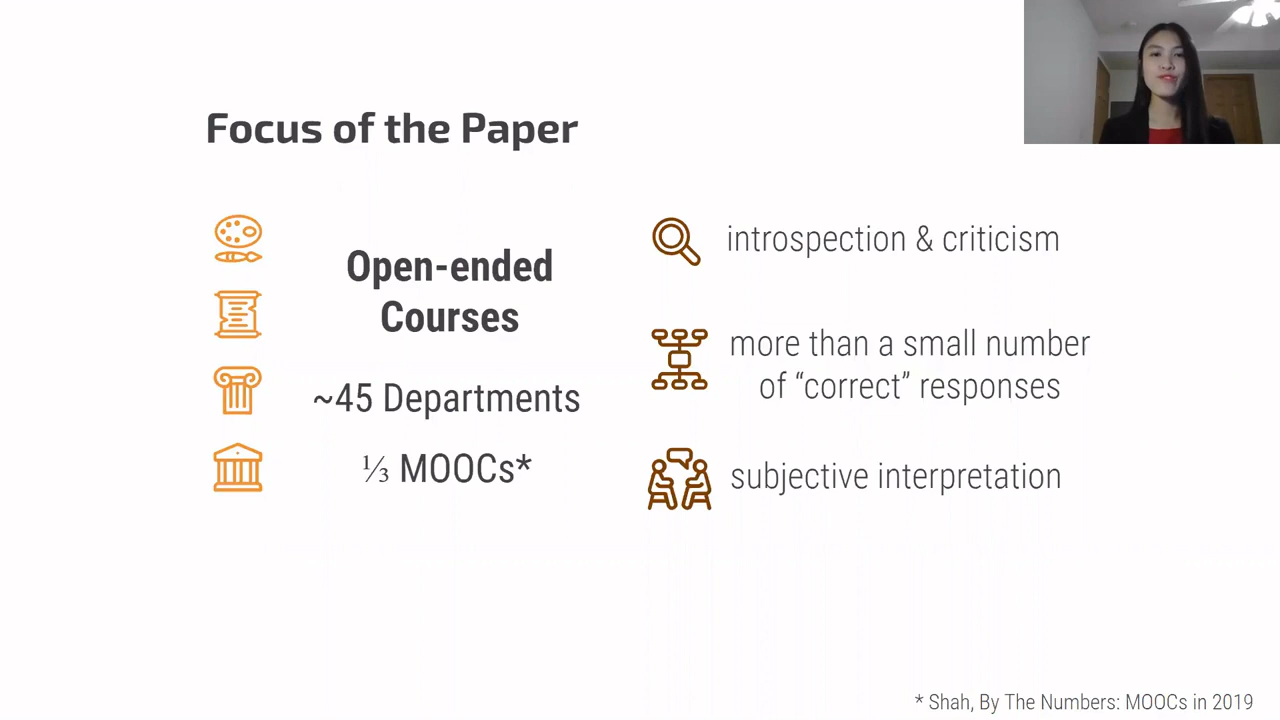 Focus of the Paper
Open-ended
Courses
~45 Departments
⅓ MOOCs*
introspection & criticism
more than a small number
of “correct” responses
subjective interpretation
* Shah, By The Numbers: MOOCs in 2019